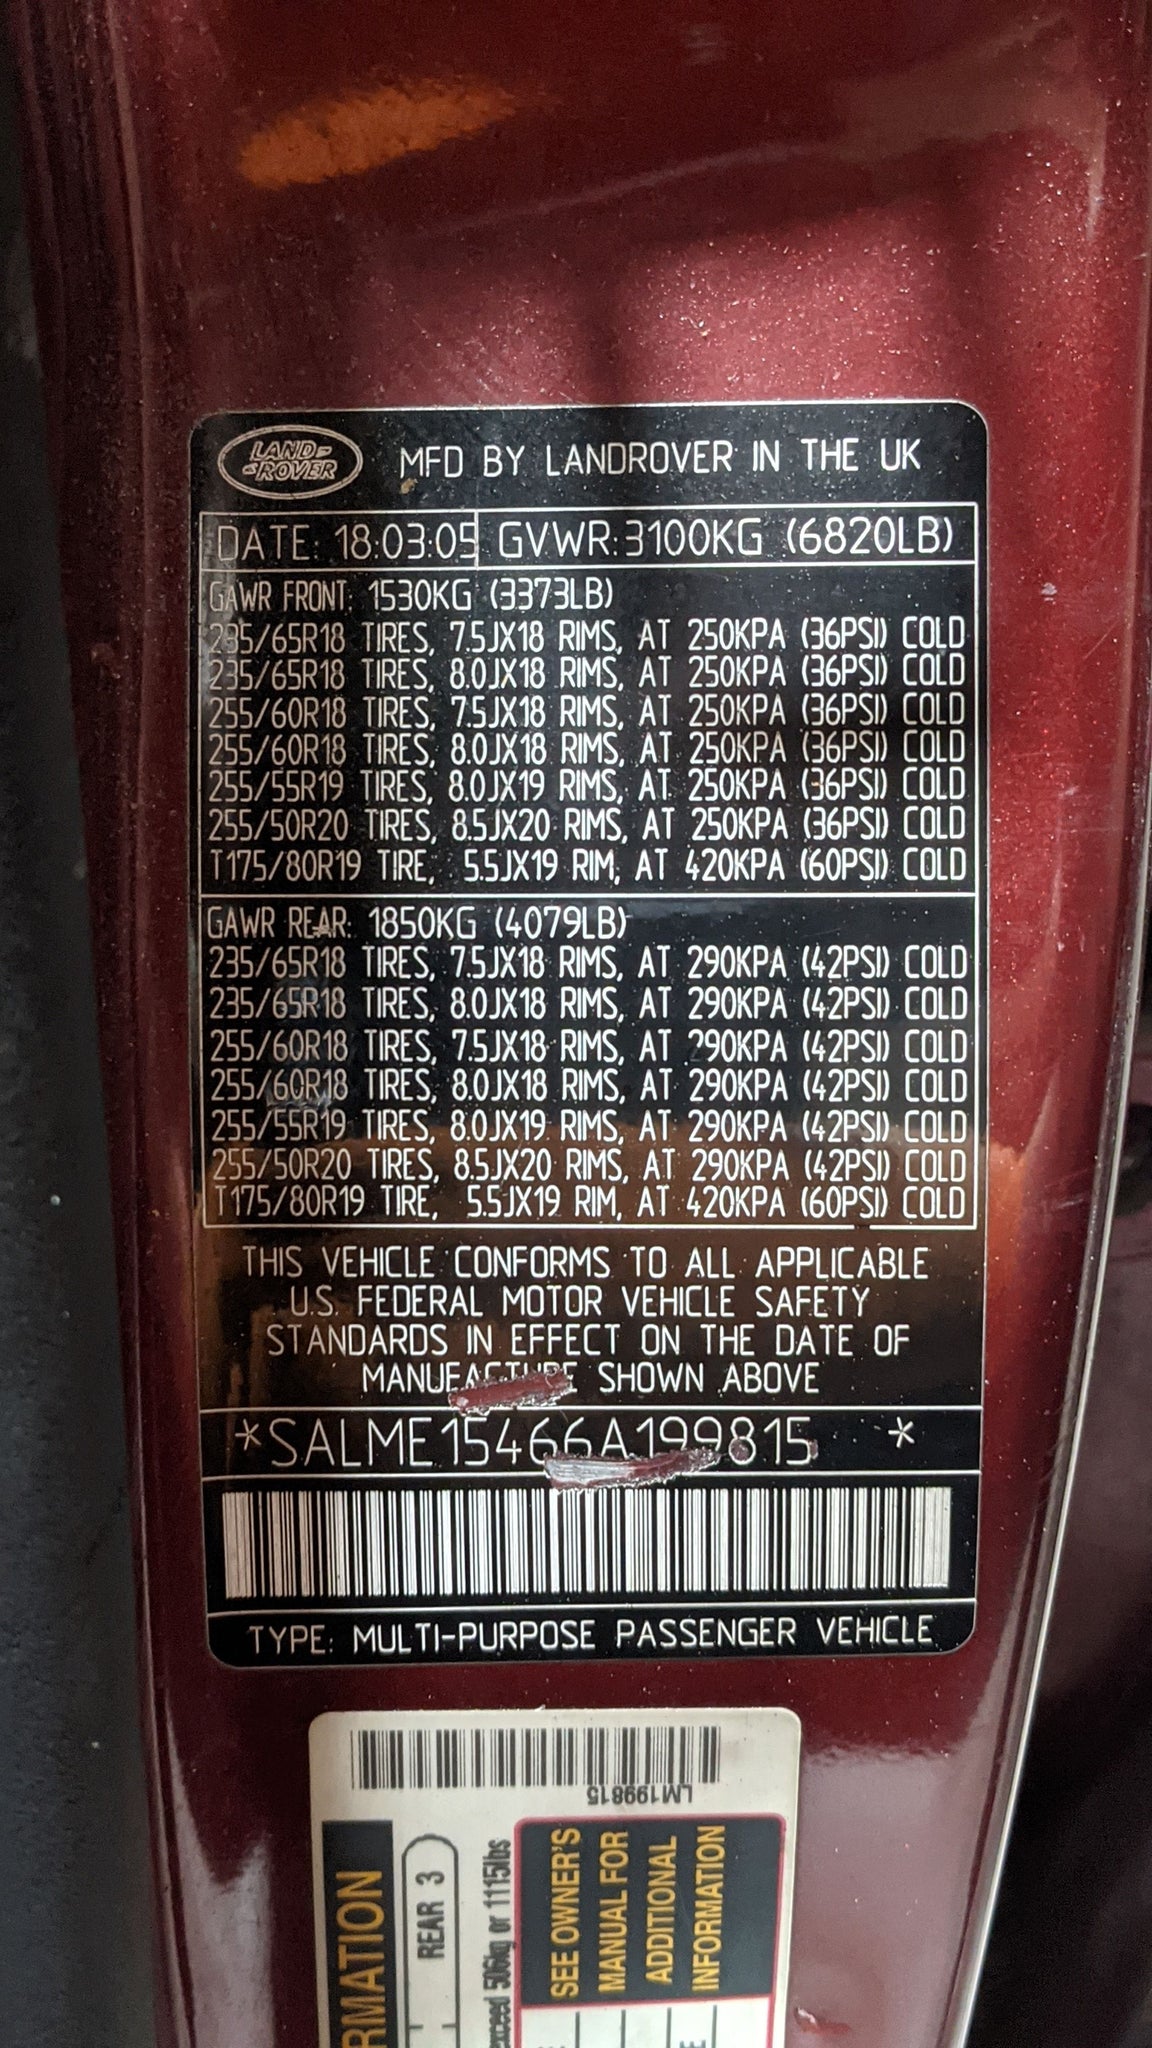 LAND-
-ROVER
MFD BY LANDROVER IN THE UK
DATE: 18:03:05 GVWR:3100KG (6820LB)
GAWR FRONT: 1530KG (3373LB)
235/65R18 TIRES, 7.5JX18 RIMS, AT 250KPA (36PSI) COLD
235/65R18 TIRES, 8.0JX18 RIMS, AT 250KPA (36PSI) COLD
255/60R18 TIRES, 7.5JX18 RIMS, AT 250KPA (36PSI) COLD
255/60R18 TIRES, 8.0JX18 RIMS, AT 250KPA (36PSI) COLD
255/55R19 TIRES, 8.0JX19 RIMS, AT 250KPA (36PSI) COLD
255/50R20 TIRES, 8.5JX20 RIMS, AT 250KPA (36PSI) COLD
T175/80R19 TIRE, 5.5JX19 RIM, AT 420KPA (60PSI) COLD
GAWR REAR: 1850KG (4079LB)
235/65R18 TIRES, 7.5JX18 RIMS, AT 290KPA (42PSI) COLD
235/65R18 TIRES, 8.0JX18 RIMS, AT 290KPA (42PSI) COLD
255/60R18 TIRES, 7.5JX18 RIMS, AT 290KPA (42PSI) COLD
255/60R18 TIRES, 8.0JX18 RIMS, AT 290KPA (42PSI) COLD
255/55R19 TIRES, 8.0JX19 RIMS, AT 290KPA (42PSI) COLD
255/50R20 TIRES, 8.5JX20 RIMS, AT 290KPA (42PSI) COLD
T175/80R19 TIRE, 5.5JX19 RIM, AT 420KPA (60PSI) COLD
THIS VEHICLE CONFORMS TO ALL APPLICABLE
U.S. FEDERAL MOTOR VEHICLE SAFETY
STANDARDS IN EFFECT ON THE DATE OF
MANUFACTURE SHOWN ABOVE
*SALME15466A199815 *
TYPE: MULTI-PURPOSE PASSENGER VEHICLE
LM199815
RMATION
REAR 3
exceed 506kg or 1115lbs
SEE OWNER'S
MANUAL FOR
ADDITIONAL
INFORMATION